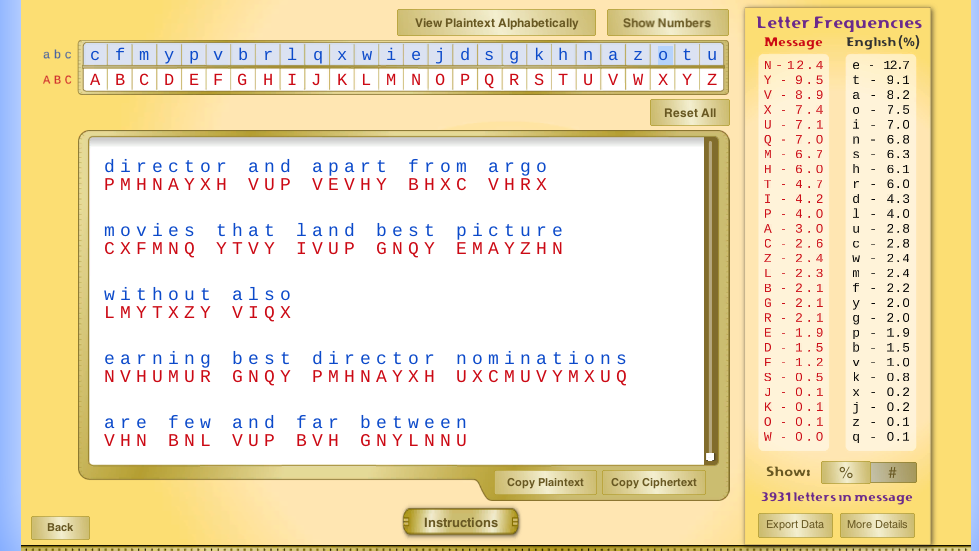 View Plaintext Alphabetically Show Numbers
a b c c f m y p v b r l q x w i e j d s g k h n a z o t u
A B C A B C D E F G H I J K L M N O P Q R S T U V W X Y Z
Reset All
director and apart from argo
PMHNAYXH VUP VEVHY BHXC VHRX
movies that land best picture
CXFMNQ YTVY IVUP GNQY EMAYZHN
without also
LMYTXZY VIQX
earning best director nominations
NVHUMUR GNQY PMHNAYXH UXCMUVYMXUQ
are few and far between
VHN BNL VUP BVH GNYLNNU
Copy Plaintext Copy Ciphertext
Back
Instructions
Letter Frequencies
Message English (%)
N - 12.4 e - 12.7
Y - 9.5 t - 9.1
V - 8.9 a - 8.2
X - 7.4 o - 7.5
U - 7.1 i - 7.0
Q - 7.0 n - 6.8
M - 6.7 s - 6.3
H - 6.0 h - 6.1
T - 4.7 r - 6.0
I - 4.2 d - 4.3
P - 4.0 l - 4.0
A - 3.0 u - 2.8
C - 2.6 c - 2.8
Z - 2.4 w - 2.4
L - 2.3 m - 2.4
B - 2.1 f - 2.2
G - 2.1 y - 2.0
R - 2.1 g - 2.0
E - 1.9 p - 1.9
D - 1.5 b - 1.5
F - 1.2 v - 1.0
S - 0.5 k - 0.8
J - 0.1 x - 0.2
K - 0.1 j - 0.2
O - 0.1 z - 0.1
W - 0.0 q - 0.1
Show: % #
3931 letters in message
Export Data More Details